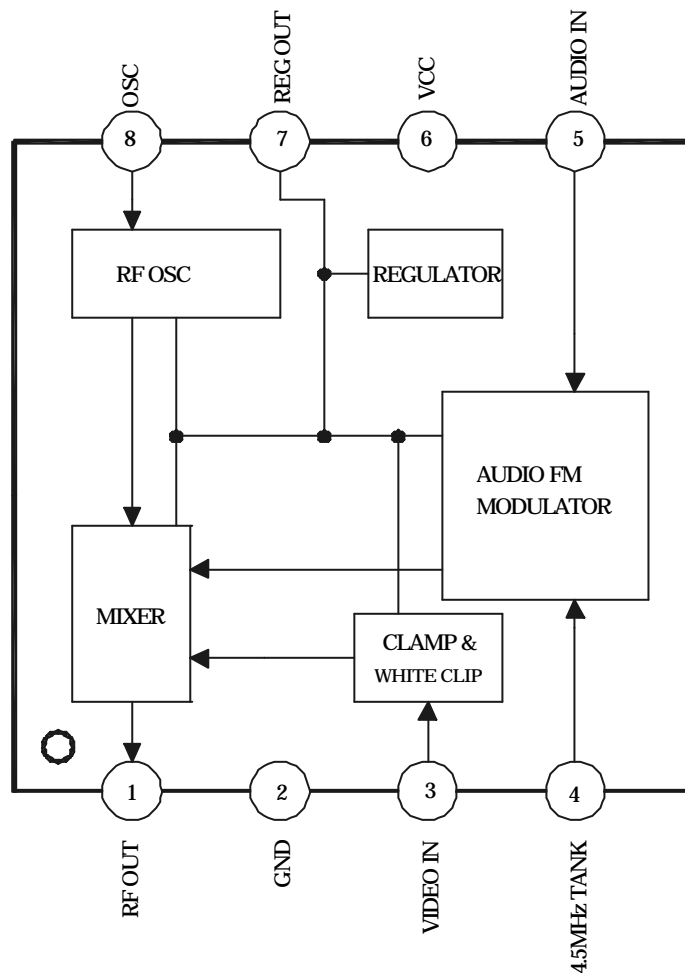 OSC
REG OUT
VCC
AUDIO IN
8
7
6
5
RF OSC
REGULATOR
AUDIO FM
MODULATOR
MIXER
CLAMP &
WHITE CLIP
1
2
3
4
RF OUT
GND
VIDEO IN
4.5MHz TANK